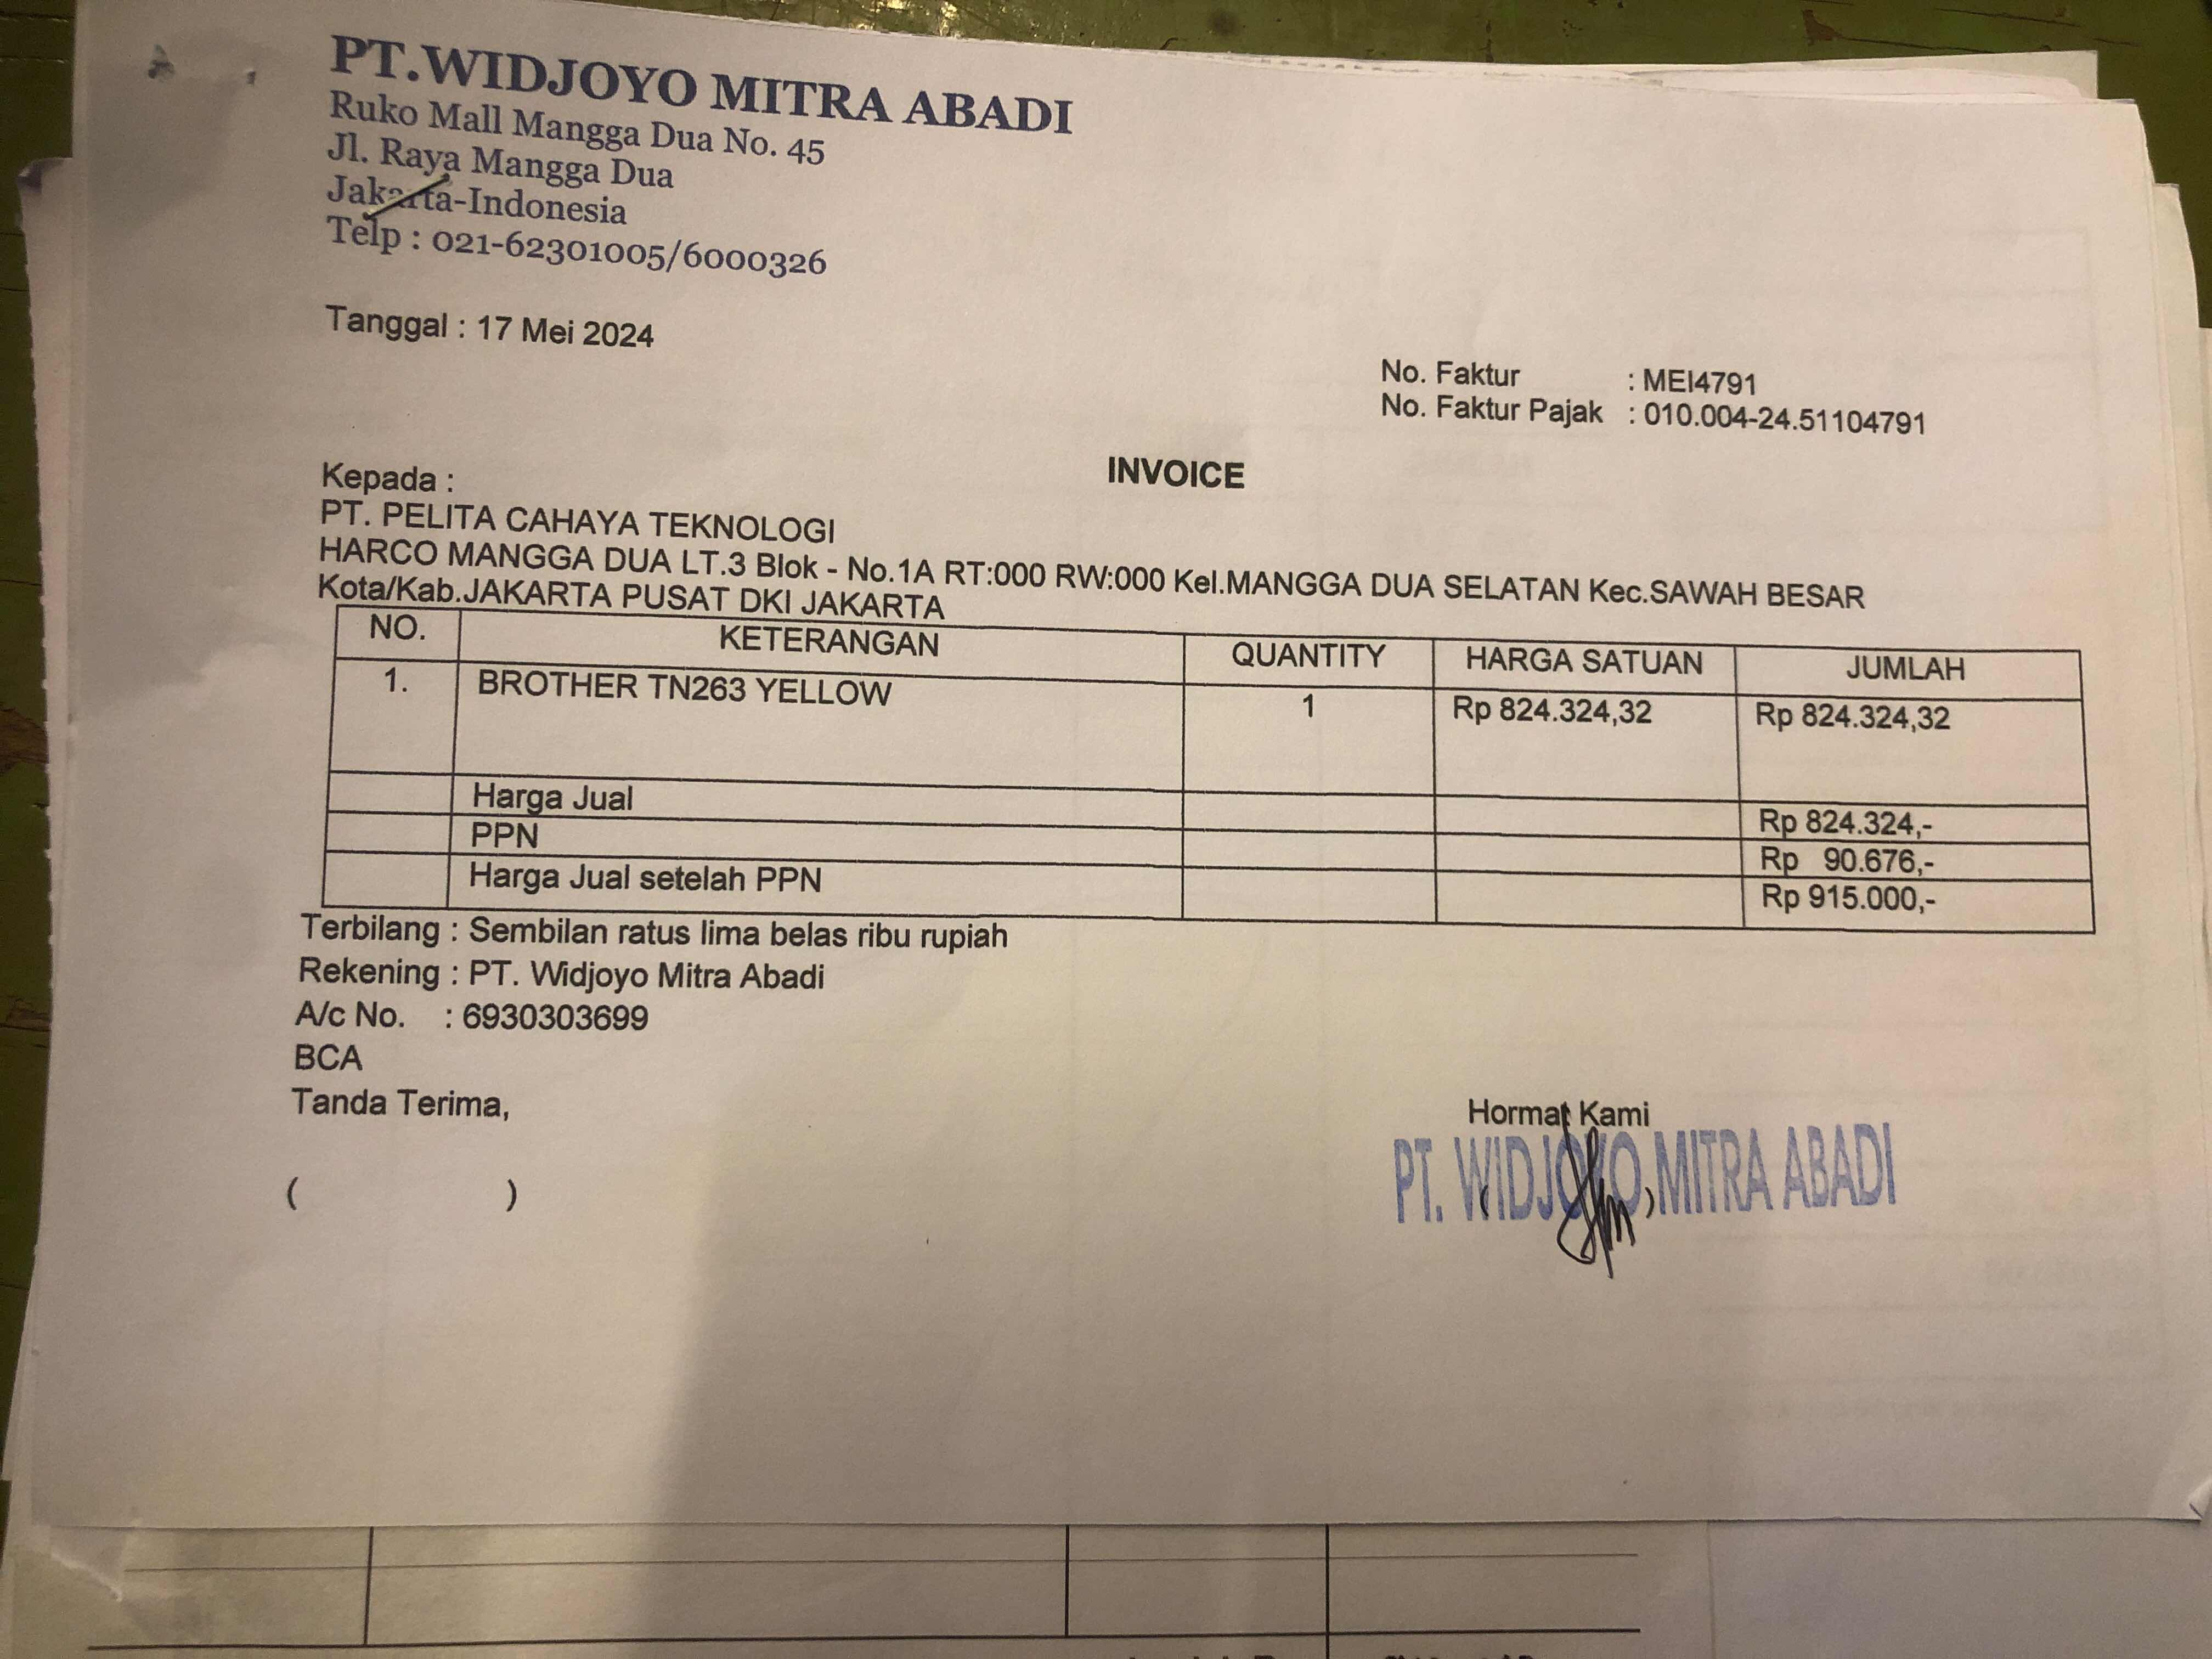 PT.WIDJOYO MITRA ABADI
Ruko Mall Mangga Dua No. 45
Jl. Raya Mangga Dua
Jakarta-Indonesia
Telp : 021-62301005/6000326
Tanggal : 17 Mei 2024
No. Faktur : MEI4791
No. Faktur Pajak : 010.004-24.51104791
INVOICE
Kepada :
PT. PELITA CAHAYA TEKNOLOGI
HARCO MANGGA DUA LT.3 Blok - No.1A RT:000 RW:000 Kel.MANGGA DUA SELATAN Kec.SAWAH BESAR
Kota/Kab.JAKARTA PUSAT DKI JAKARTA
NO. KETERANGAN QUANTITY HARGA SATUAN JUMLAH
1. BROTHER TN263 YELLOW 1 Rp 824.324,32 Rp 824.324,32
Harga Jual Rp 824.324,-
PPN Rp 90.676,-
Harga Jual setelah PPN Rp 915.000,-
Terbilang : Sembilan ratus lima belas ribu rupiah
Rekening : PT. Widjoyo Mitra Abadi
A/c No. : 6930303699
BCA
Tanda Terima,
Hormat Kami
( )
PT. WIDJOYO MITRA ABADI
( )